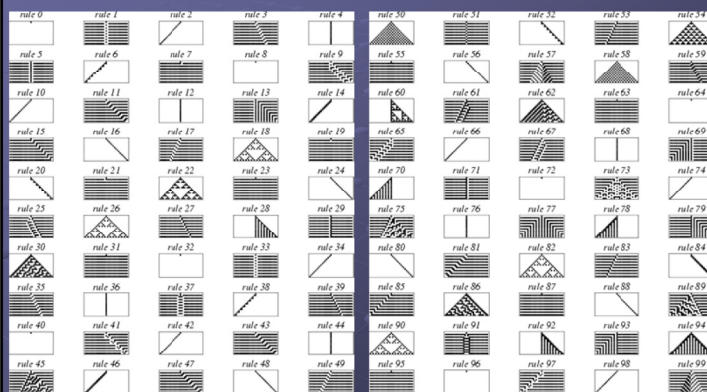 rule 0 rule 1 rule 2 rule 3 rule 4 rule 50 rule 51 rule 52 rule 53 rule 54
rule 5 rule 6 rule 7 rule 8 rule 9 rule 55 rule 56 rule 57 rule 58 rule 59
rule 10 rule 11 rule 12 rule 13 rule 14 rule 60 rule 61 rule 62 rule 63 rule 64
rule 15 rule 16 rule 17 rule 18 rule 19 rule 65 rule 66 rule 67 rule 68 rule 69
rule 20 rule 21 rule 22 rule 23 rule 24 rule 70 rule 71 rule 72 rule 73 rule 74
rule 25 rule 26 rule 27 rule 28 rule 29 rule 75 rule 76 rule 77 rule 78 rule 79
rule 30 rule 31 rule 32 rule 33 rule 34 rule 80 rule 81 rule 82 rule 83 rule 84
rule 35 rule 36 rule 37 rule 38 rule 39 rule 85 rule 86 rule 87 rule 88 rule 89
rule 40 rule 41 rule 42 rule 43 rule 44 rule 90 rule 91 rule 92 rule 93 rule 94
rule 45 rule 46 rule 47 rule 48 rule 49 rule 95 rule 96 rule 97 rule 98 rule 99